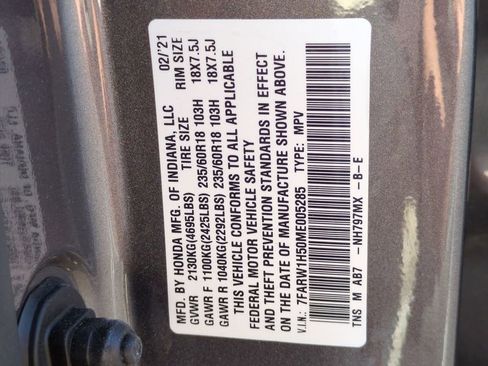 MFD. BY HONDA MFG. OF INDIANA, LLC 02/'21
GVWR 2130KG(4695LBS) TIRE SIZE RIM SIZE
GAWR F 1100KG(2425LBS) 235/60R18 103H 18X7.5J
GAWR R 1040KG(2292LBS) 235/60R18 103H 18X7.5J
THIS VEHICLE CONFORMS TO ALL APPLICABLE
FEDERAL MOTOR VEHICLE SAFETY
AND THEFT PREVENTION STANDARDS IN EFFECT
ON THE DATE OF MANUFACTURE SHOWN ABOVE.
V.I.N.: 7FARW1H50ME005285 TYPE: MPV
TNS M AB7 -NH797MX -B-E